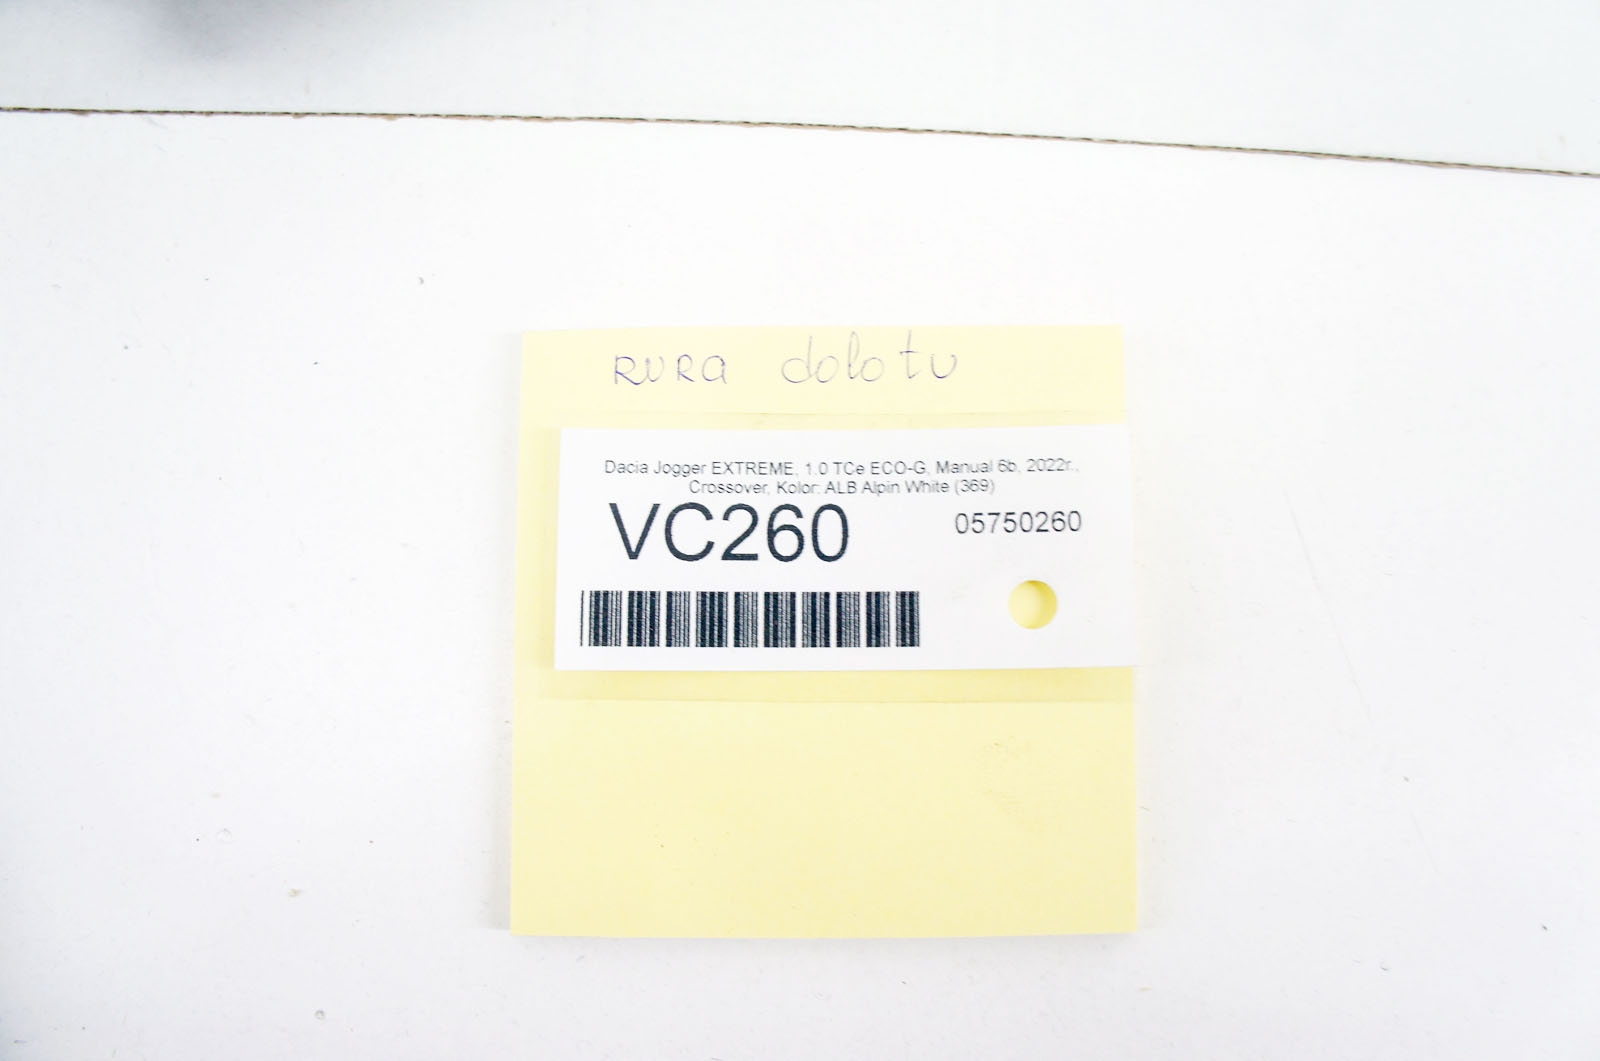 RURa dolotu
Dacia Jogger EXTREME, 1.0 TCe ECO-G, Manual 6b, 2022r.,
Crossover, Kolor: ALB Alpin White (369)
VC260
05750260